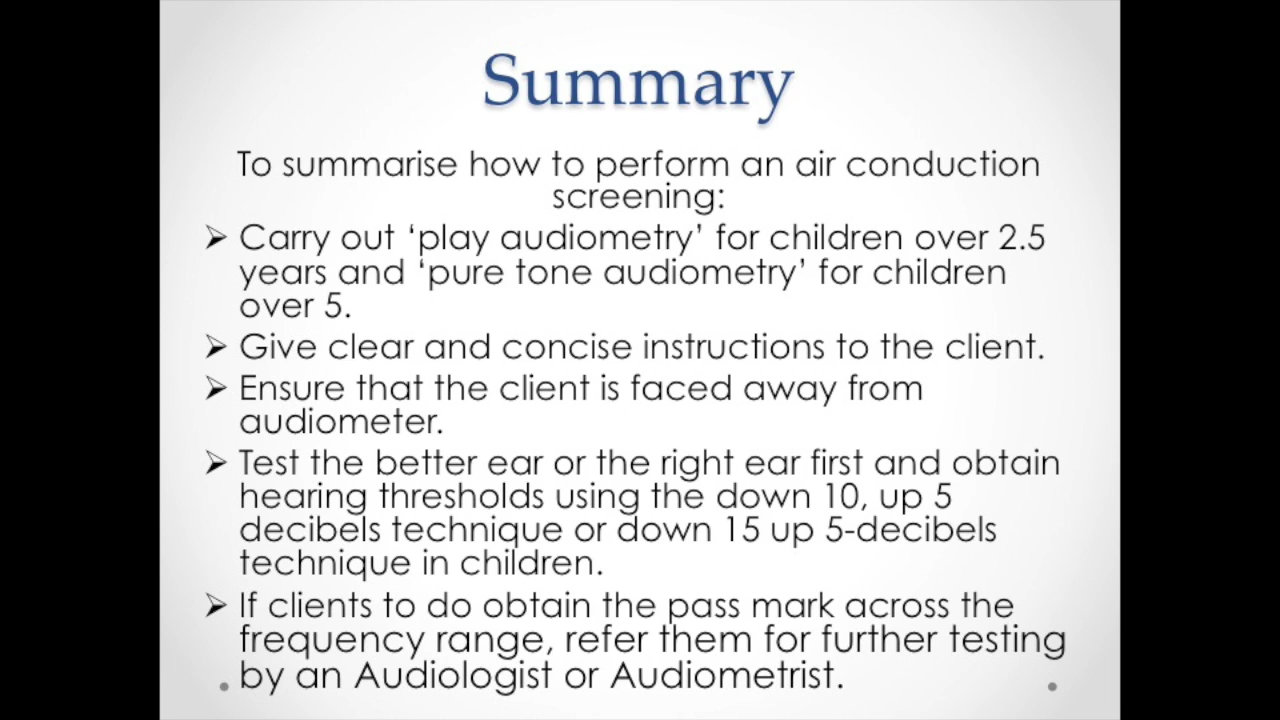 Summary
To summarise how to perform an air conduction
screening:
➢ Carry out ‘play audiometry’ for children over 2.5
years and ‘pure tone audiometry’ for children
over 5.
➢ Give clear and concise instructions to the client.
➢ Ensure that the client is faced away from
audiometer.
➢ Test the better ear or the right ear first and obtain
hearing thresholds using the down 10, up 5
decibels technique or down 15 up 5-decibels
technique in children.
➢ If clients to do obtain the pass mark across the
frequency range, refer them for further testing
by an Audiologist or Audiometrist.